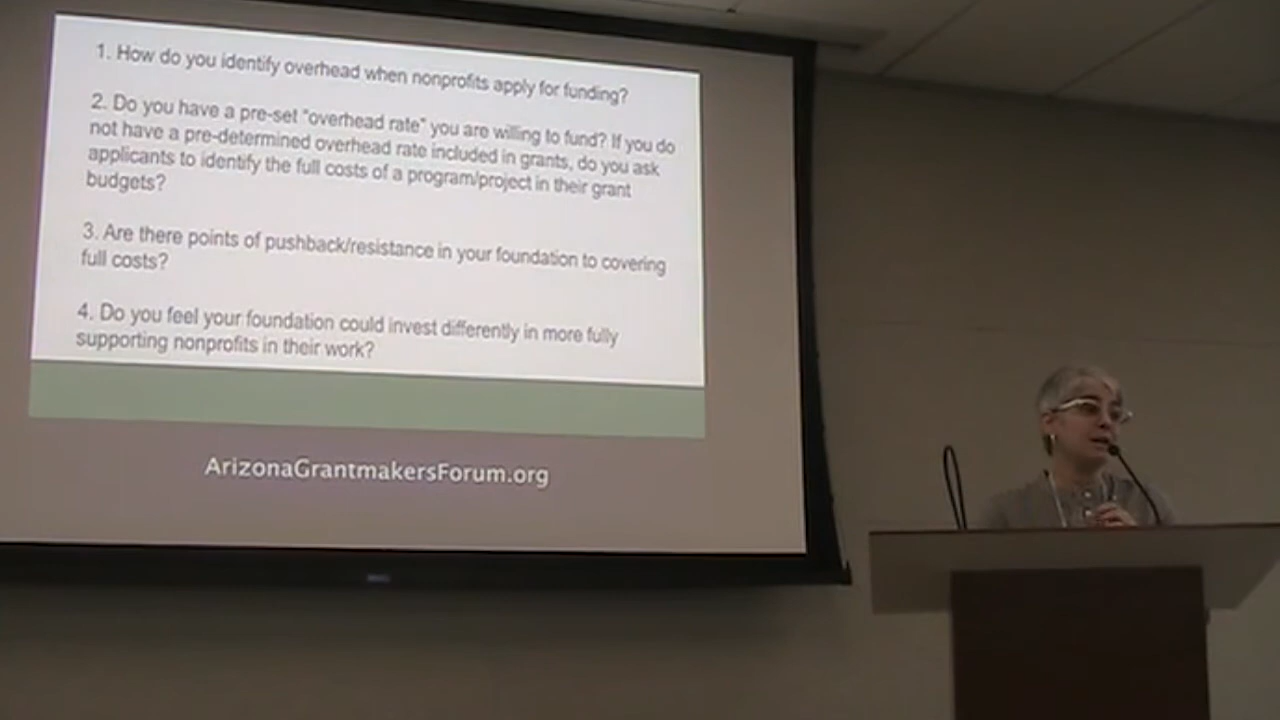 1. How do you identify overhead when nonprofits apply for funding?
2. Do you have a pre-set "overhead rate" you are willing to fund? If you do
not have a pre-determined overhead rate included in grants, do you ask
applicants to identify the full costs of a program/project in their grant
budgets?
3. Are there points of pushback/resistance in your foundation to covering
full costs?
4. Do you feel your foundation could invest differently in more fully
supporting nonprofits in their work?
ArizonaGrantmakersForum.org